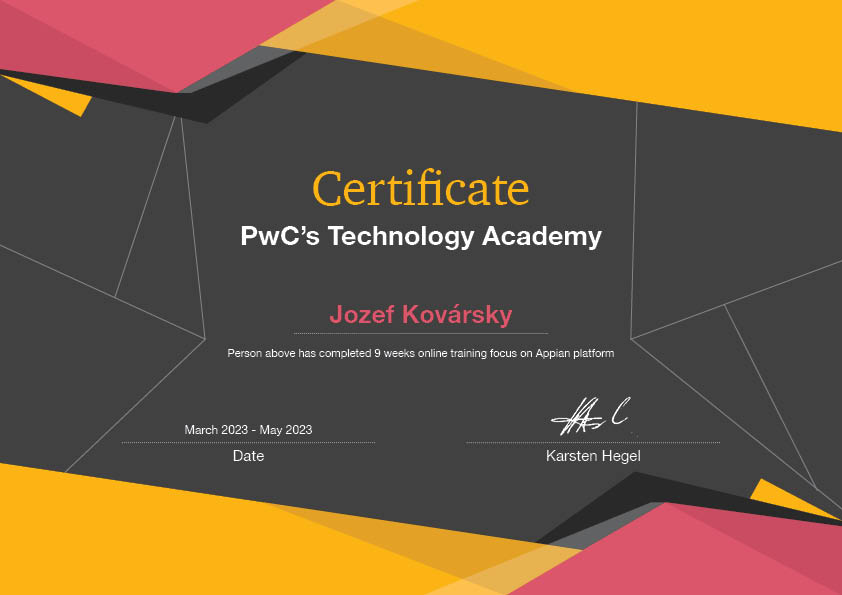 Certificate
PwC’s Technology Academy
Jozef Kovársky
Person above has completed 9 weeks online training focus on Appian platform
March 2023 - May 2023
Date
Karsten Hegel